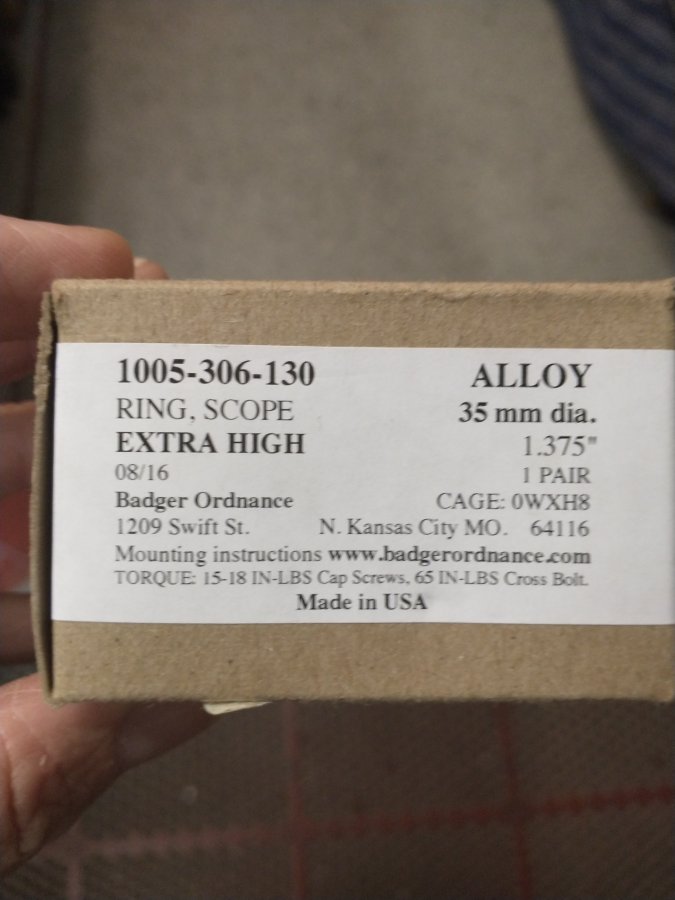 1005-306-130 ALLOY
RING, SCOPE 35 mm dia.
EXTRA HIGH 1.375"
08/16 1 PAIR
Badger Ordnance CAGE: 0WXH8
1209 Swift St. N. Kansas City MO. 64116
Mounting instructions www.badgerordnance.com
TORQUE: 15-18 IN-LBS Cap Screws, 65 IN-LBS Cross Bolt.
Made in USA